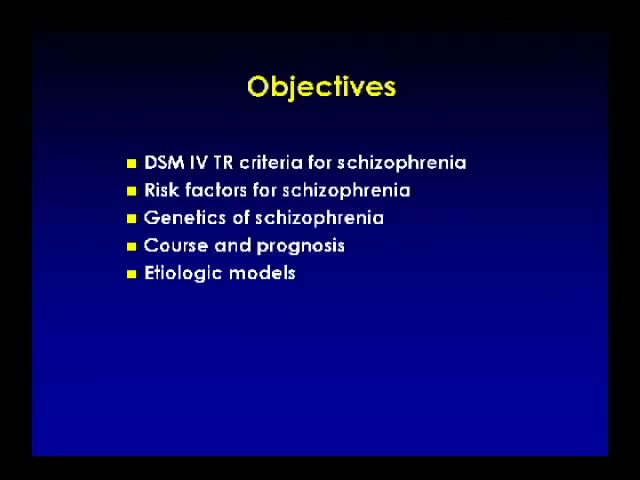 Objectives
DSM IV TR criteria for schizophrenia
Risk factors for schizophrenia
Genetics of schizophrenia
Course and prognosis
Etiologic models